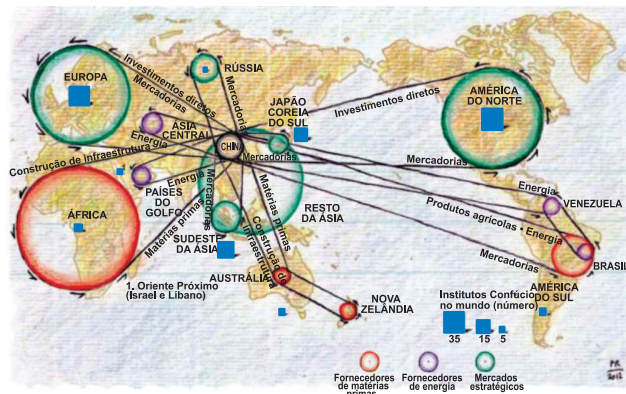 EUROPA
Investimentos diretos
Mercadorias
RÚSSIA
Mercadoria
JAPÃO
COREIA
DO SUL
Investimentos diretos
AMÉRICA
DO NORTE
ÁSIA
CENTRAL
Energia
CHINA
Mercadorias
Mercadorias
Construção de Infraestrutura
Energia
PAÍSES
DO
GOLFO
Mercadorias
Matérias primas
Energia
VENEZUELA
ÁFRICA
Matérias primas
RESTO
DA ÁSIA
Produtos agrícolas • Energia
SUDESTE
DA ÁSIA
Construção de
infraestrutura
Mercadorias
BRASIL
1. Oriente Próximo
(Israel e Líbano)
AUSTRÁLIA
NOVA
ZELÂNDIA
AMÉRICA
DO SUL
Institutos Confúcio
no mundo (número)
35
15
5
Fornecedores
de matérias
primas
Fornecedores
de energia
Mercados
estratégicos
PR
2012